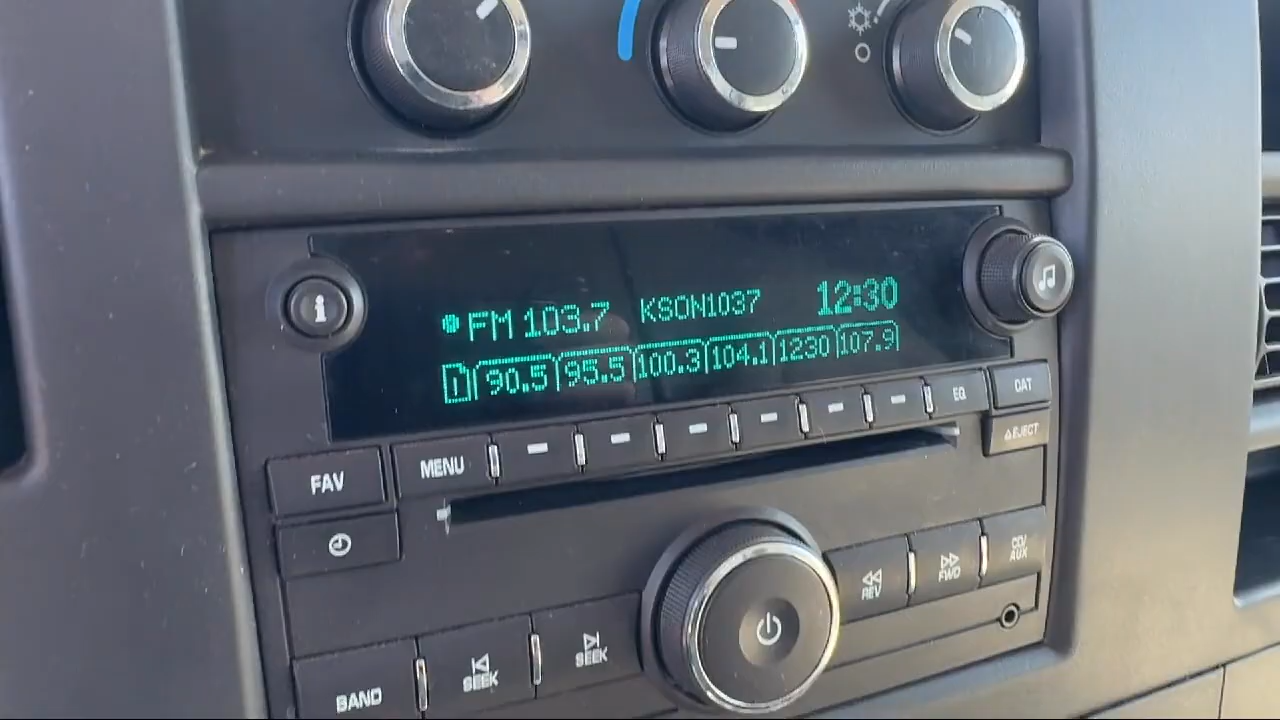 FM 103.7 KSON1037 12:30
1 90.5 95.5 100.3 104.1 1230 107.9
FAV MENU EQ CAT
EJECT
REV FWD CD/AUX
BAND SEEK SEEK